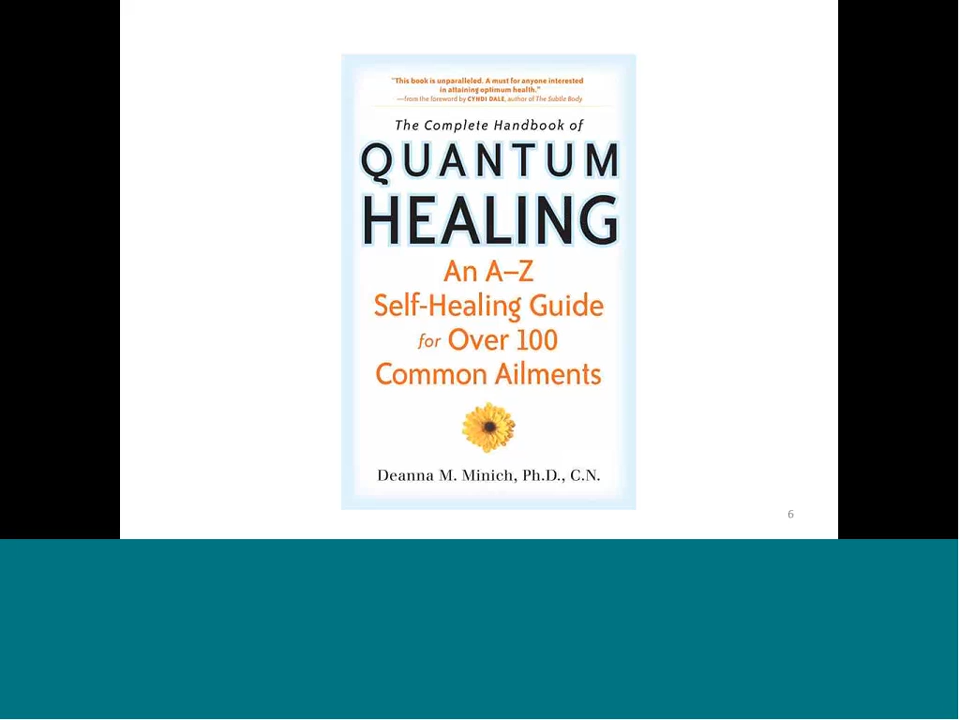 "This book is unparalleled. A must for anyone interested
in attaining optimum health."
—from the foreword by CYNDI DALE, author of The Subtle Body
The Complete Handbook of
QUANTUM
HEALING
An A–Z
Self-Healing Guide
for Over 100
Common Ailments
Deanna M. Minich, Ph.D., C.N.
6